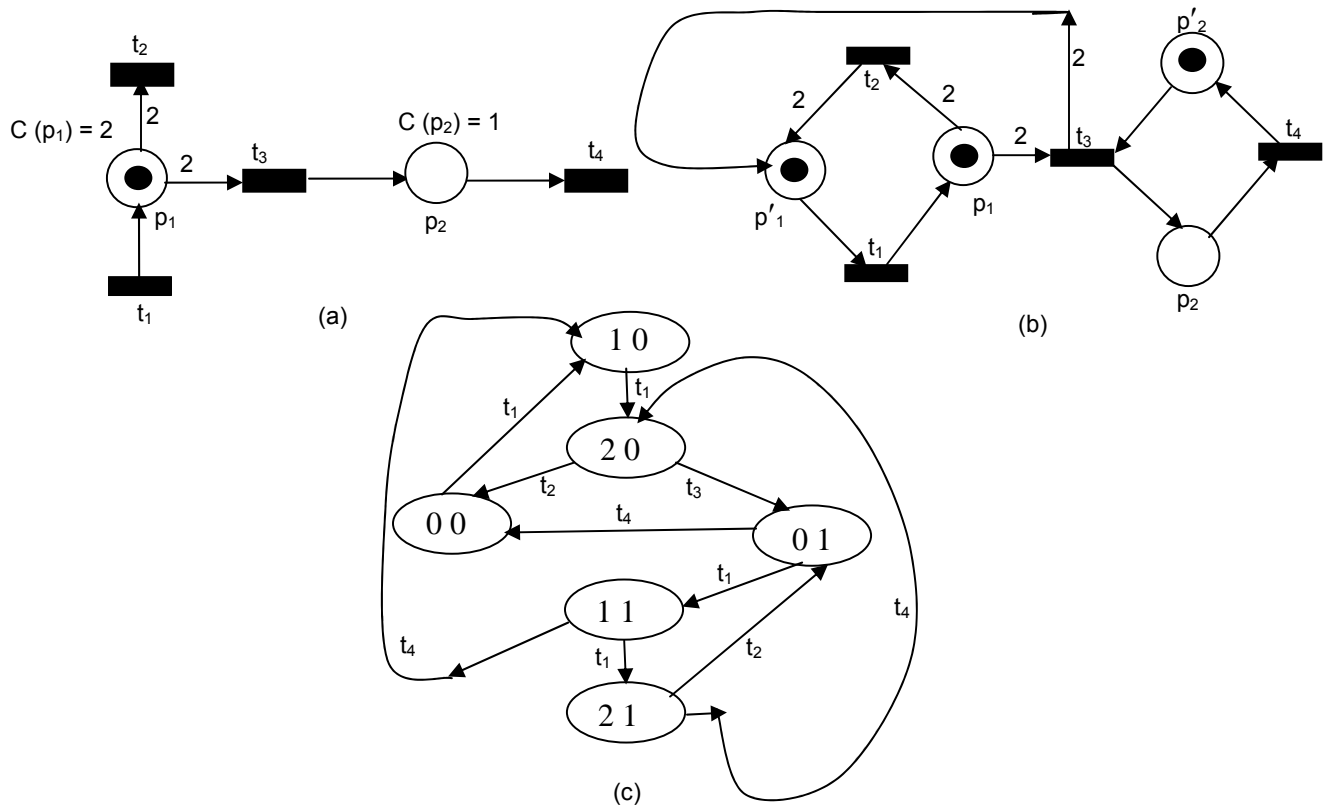 t₂
2
C (p₁) = 2
2
t₃
p₁
t₁
C (p₂) = 1
p₂
t₄
(a)
t₂
2
2
p′₁
p₁
t₁
2
2
t₃
p′₂
t₄
p₂
(b)
1 0
t₁
t₁
2 0
t₂
t₃
0 0
t₄
0 1
t₁
1 1
t₄
t₁
t₂
t₄
2 1
(c)